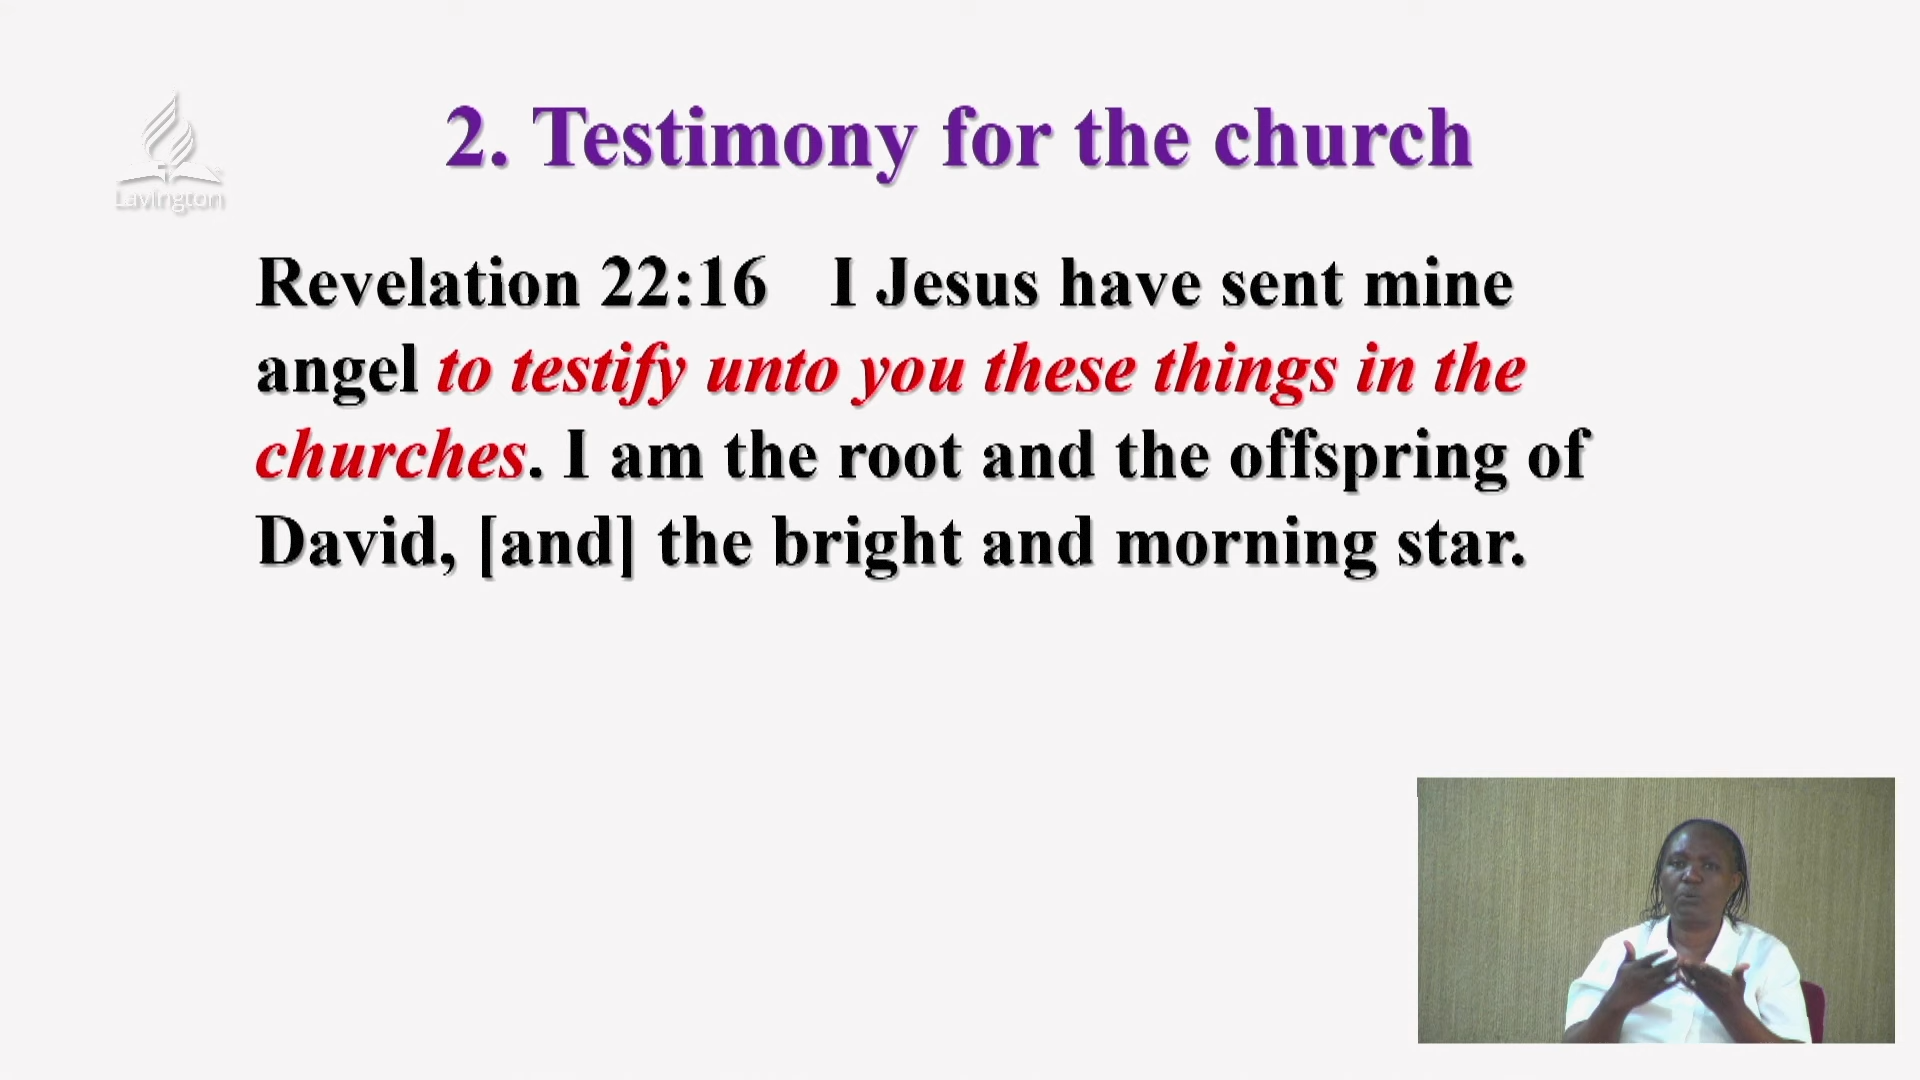 2. Testimony for the church
Lavington
Revelation 22:16 I Jesus have sent mine
angel to testify unto you these things in the
churches. I am the root and the offspring of
David, [and] the bright and morning star.